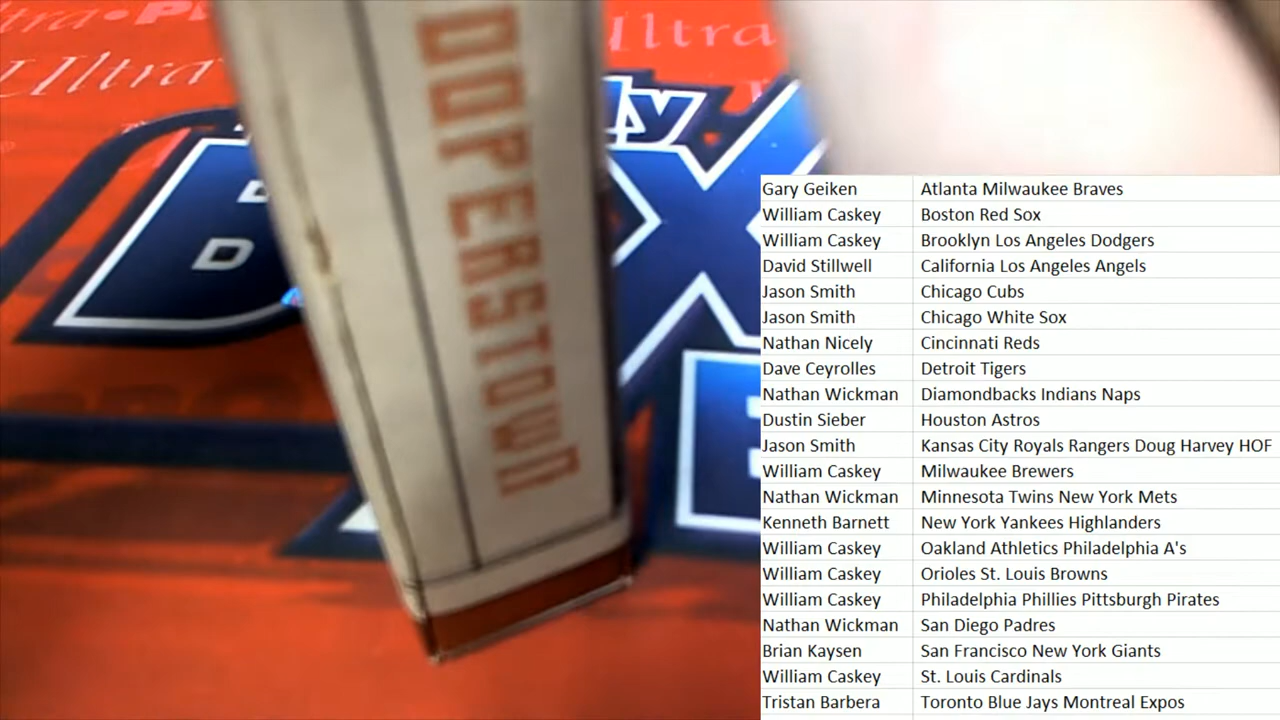 Ultra
Ultra
ly
OOPERSTOWN
Gary Geiken Atlanta Milwaukee Braves
William Caskey Boston Red Sox
William Caskey Brooklyn Los Angeles Dodgers
David Stillwell California Los Angeles Angels
Jason Smith Chicago Cubs
Jason Smith Chicago White Sox
Nathan Nicely Cincinnati Reds
Dave Ceyrolles Detroit Tigers
Nathan Wickman Diamondbacks Indians Naps
Dustin Sieber Houston Astros
Jason Smith Kansas City Royals Rangers Doug Harvey HOF
William Caskey Milwaukee Brewers
Nathan Wickman Minnesota Twins New York Mets
Kenneth Barnett New York Yankees Highlanders
William Caskey Oakland Athletics Philadelphia A's
William Caskey Orioles St. Louis Browns
William Caskey Philadelphia Phillies Pittsburgh Pirates
Nathan Wickman San Diego Padres
Brian Kaysen San Francisco New York Giants
William Caskey St. Louis Cardinals
Tristan Barbera Toronto Blue Jays Montreal Expos